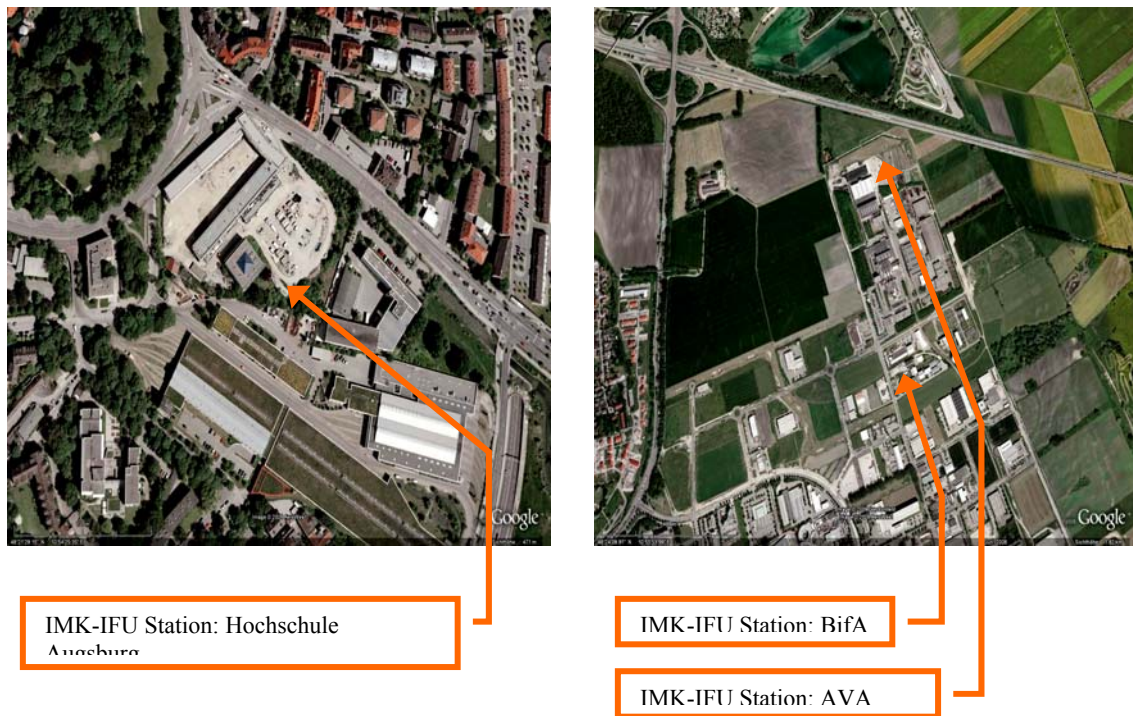 Google
Google
IMK-IFU Station: Hochschule
Augsburg
IMK-IFU Station: BifA
IMK-IFU Station: AVA